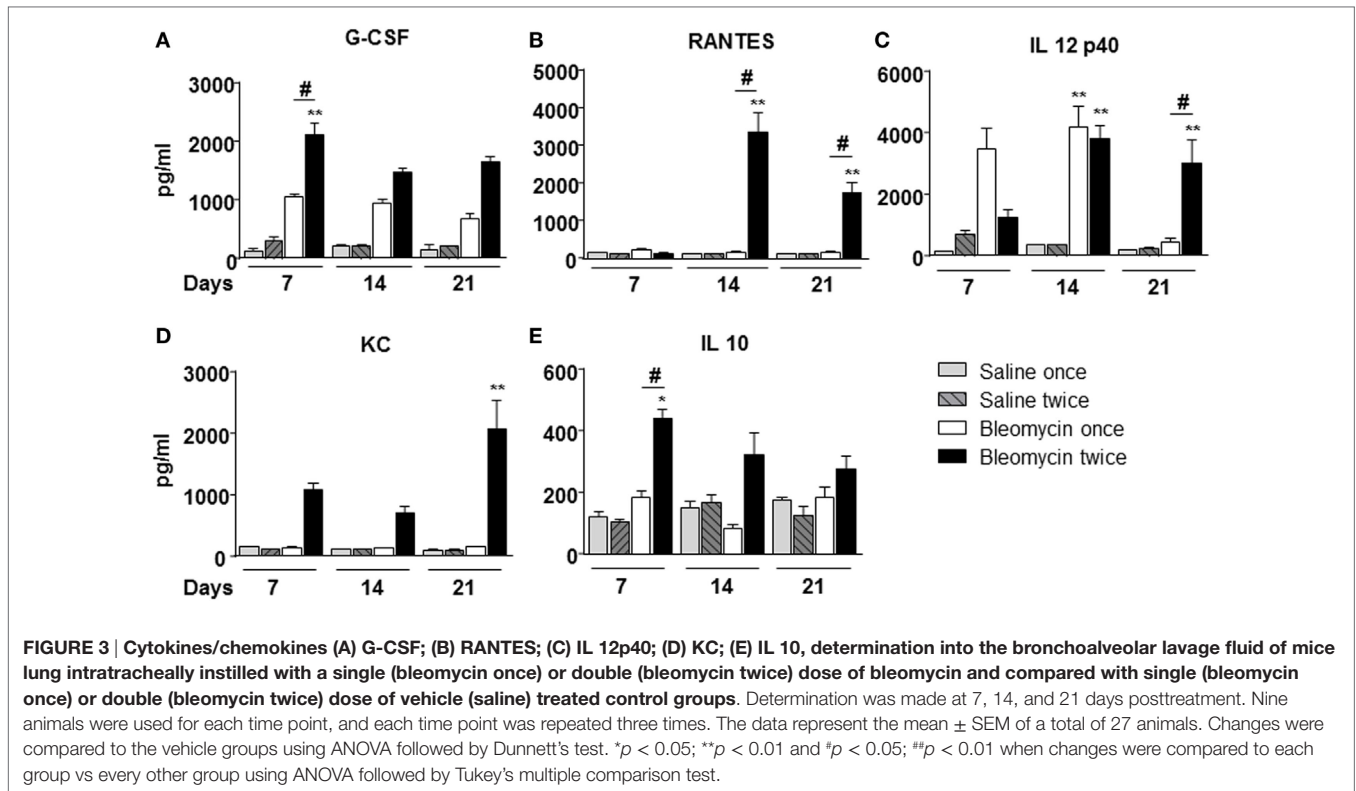 A
G-CSF
3000
2000
1000
0
pg/ml
#
**
Days
7
14
21
B
RANTES
5000
4000
3000
2000
1000
0
#
**
#
**
7
14
21
C
IL 12 p40
6000
4000
2000
0
**
**
#
**
7
14
21
D
KC
3000
2000
1000
0
pg/ml
**
Days
7
14
21
E
IL 10
600
400
200
0
#
*
7
14
21
Saline once
Saline twice
Bleomycin once
Bleomycin twice
FIGURE 3 | Cytokines/chemokines (A) G-CSF; (B) RANTES; (C) IL 12p40; (D) KC; (E) IL 10, determination into the bronchoalveolar lavage fluid of mice
lung intratracheally instilled with a single (bleomycin once) or double (bleomycin twice) dose of bleomycin and compared with single (bleomycin
once) or double (bleomycin twice) dose of vehicle (saline) treated control groups. Determination was made at 7, 14, and 21 days posttreatment. Nine
animals were used for each time point, and each time point was repeated three times. The data represent the mean ± SEM of a total of 27 animals. Changes were
compared to the vehicle groups using ANOVA followed by Dunnett's test. *p < 0.05; **p < 0.01 and #p < 0.05; ##p < 0.01 when changes were compared to each
group vs every other group using ANOVA followed by Tukey's multiple comparison test.